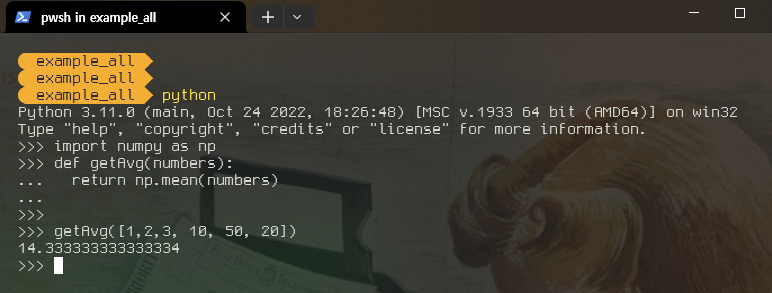 pwsh in example_all
example_all
example_all
example_all python
Python 3.11.0 (main, Oct 24 2022, 18:26:48) [MSC v.1933 64 bit (AMD64)] on win32
Type "help", "copyright", "credits" or "license" for more information.
>>> import numpy as np
>>> def getAvg(numbers):
...   return np.mean(numbers)
...
>>>
>>> getAvg([1,2,3, 10, 50, 20])
14.333333333333334
>>>